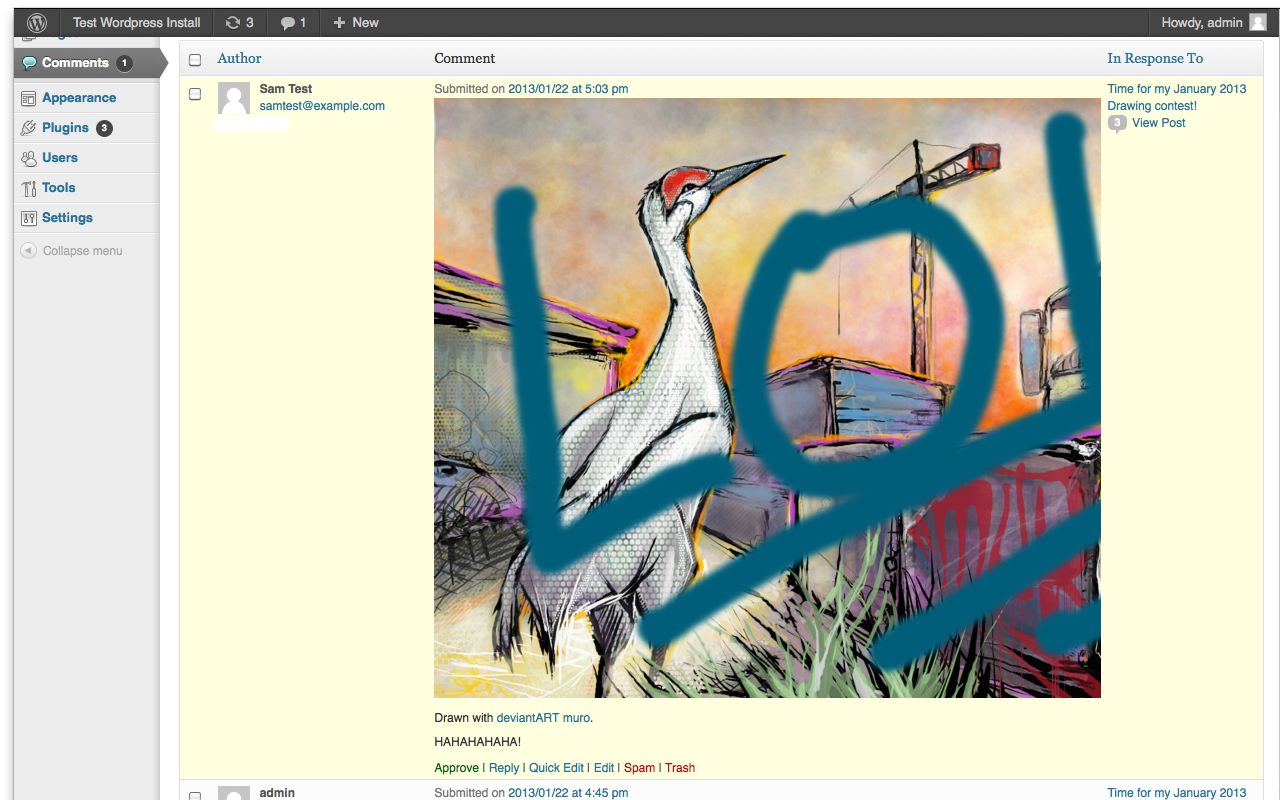 Test Wordpress Install
3
1
New
Howdy, admin
Comments 1
Appearance
Plugins 3
Users
Tools
Settings
Collapse menu
Author
Comment
In Response To
Sam Test
samtest@example.com
Submitted on 2013/01/22 at 5:03 pm
LOL
Drawn with deviantART muro.
HAHAHAHAHA!
Approve | Reply | Quick Edit | Edit | Spam | Trash
Time for my January 2013
Drawing contest!
3 View Post
admin
Submitted on 2013/01/22 at 4:45 pm
Time for my January 2013